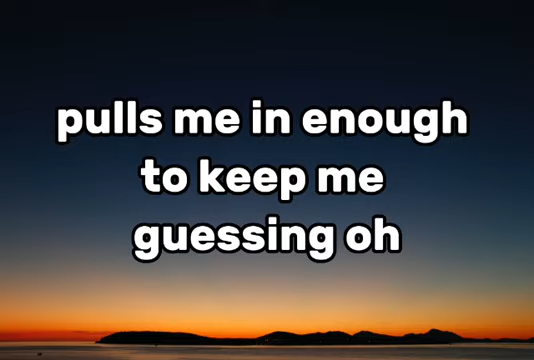 pulls me in enough
to keep me
guessing oh